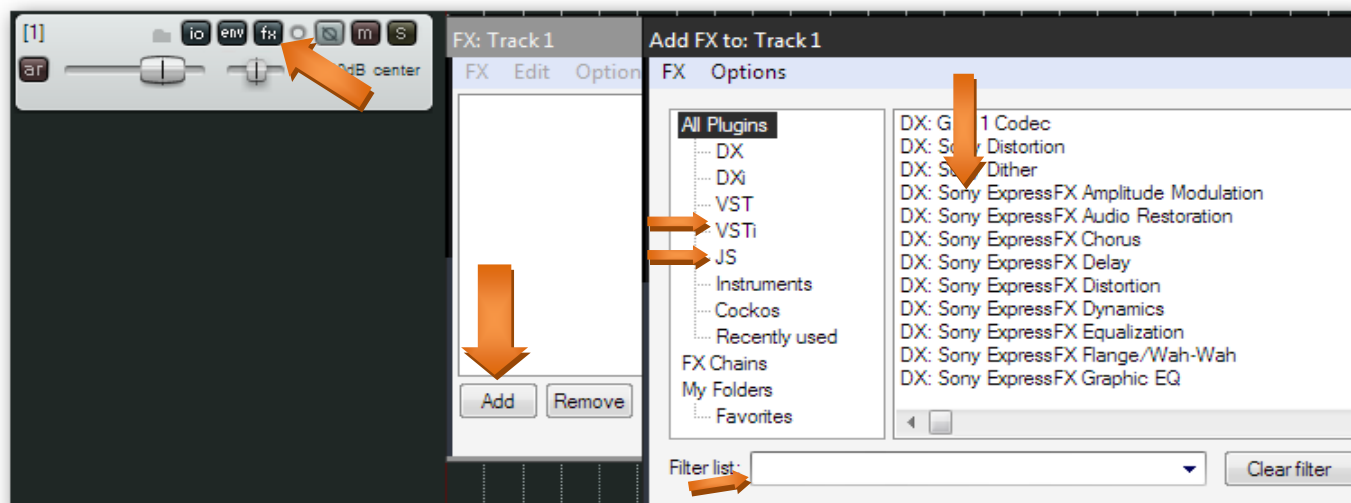 [1]
io env fx m S
ar dB center
FX: Track 1
FX Edit Option
Add Remove
Add FX to: Track 1
FX Options
All Plugins
DX
DXi
VST
VSTi
JS
Instruments
Cockos
Recently used
FX Chains
My Folders
Favorites
DX: G 1 Codec
DX: Sony Distortion
DX: Sony Dither
DX: Sony ExpressFX Amplitude Modulation
DX: Sony ExpressFX Audio Restoration
DX: Sony ExpressFX Chorus
DX: Sony ExpressFX Delay
DX: Sony ExpressFX Distortion
DX: Sony ExpressFX Dynamics
DX: Sony ExpressFX Equalization
DX: Sony ExpressFX Flange/Wah-Wah
DX: Sony ExpressFX Graphic EQ
Filter list: Clear filter